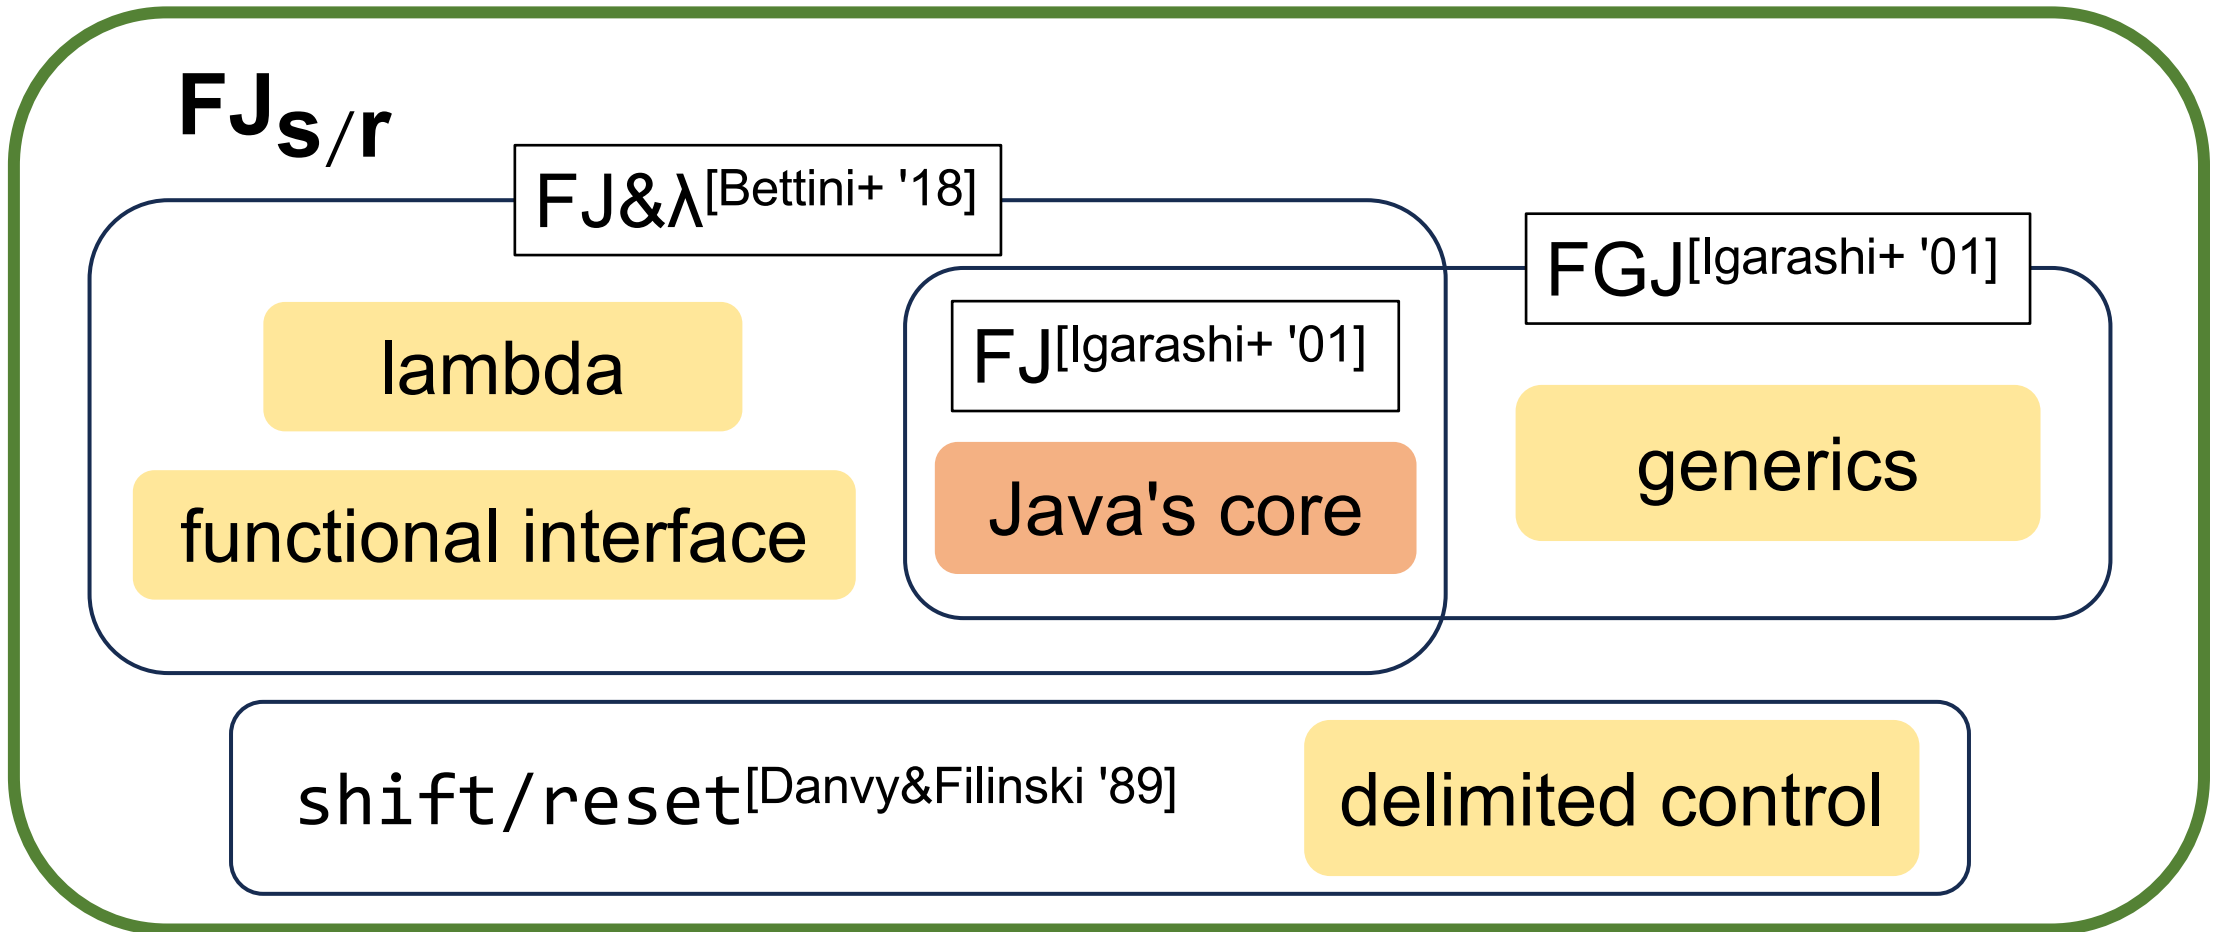 FJs/r
FJ&λ[Bettini+ '18]
FGJ[Igarashi+ '01]
FJ[Igarashi+ '01]
lambda
generics
Java's core
functional interface
shift/reset[Danvy&Filinski '89]
delimited control